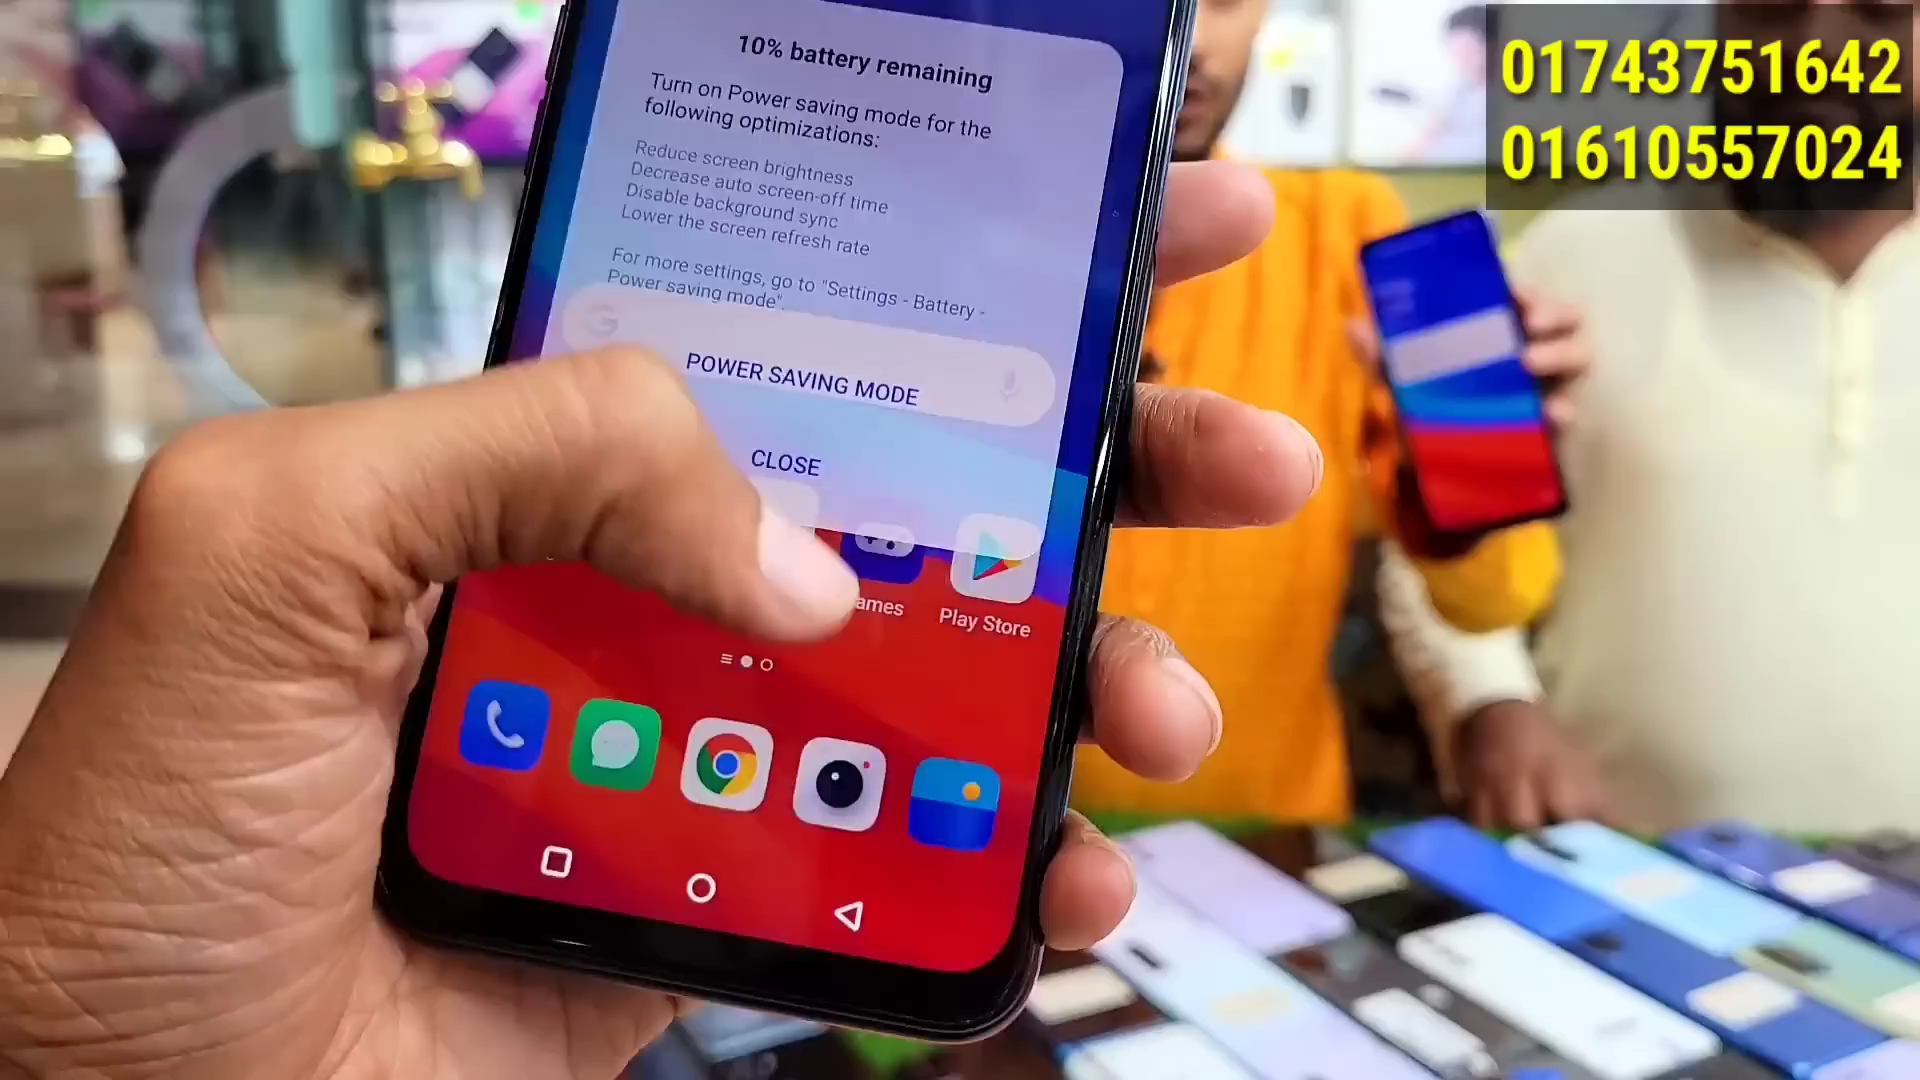 01743751642
01610557024
10% battery remaining
Turn on Power saving mode for the
following optimizations:
Reduce screen brightness
Decrease auto screen-off time
Disable background sync
Lower the screen refresh rate
For more settings, go to "Settings - Battery -
Power saving mode".
POWER SAVING MODE
CLOSE
ames
Play Store